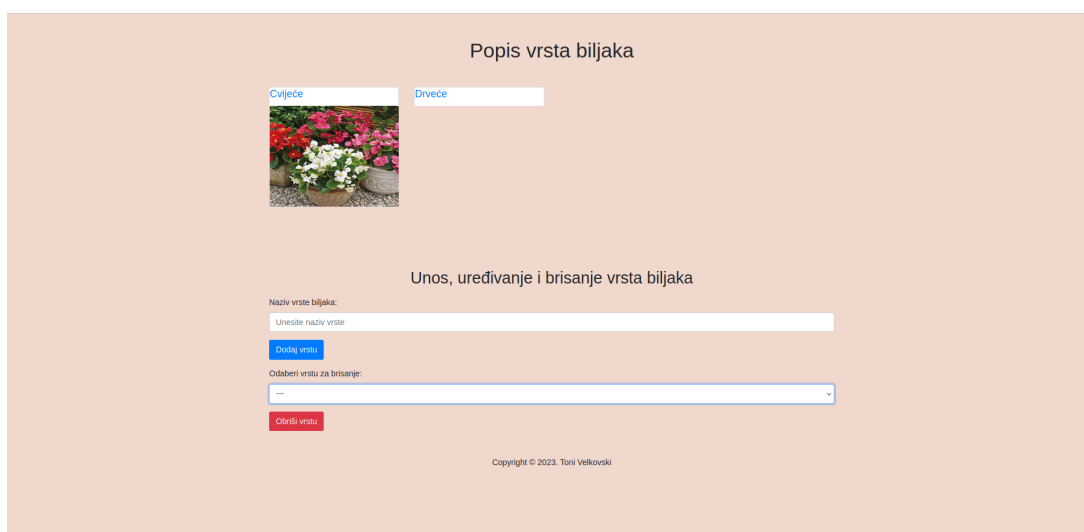 Popis vrsta biljaka
Cvijeće
Drveće
Unos, uređivanje i brisanje vrsta biljaka
Naziv vrste biljaka:
Unesite naziv vrste
Dodaj vrstu
Odaberi vrstu za brisanje:
---
Obriši vrstu
Copyright © 2023. Toni Velkovski